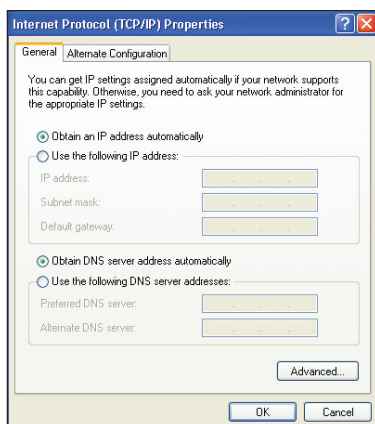 Internet Protocol (TCP/IP) Properties
General
Alternate Configuration
You can get IP settings assigned automatically if your network supports
this capability. Otherwise, you need to ask your network administrator for
the appropriate IP settings.
Obtain an IP address automatically
Use the following IP address:
IP address:
Subnet mask:
Default gateway:
Obtain DNS server address automatically
Use the following DNS server addresses:
Preferred DNS server:
Alternate DNS server:
Advanced...
OK
Cancel